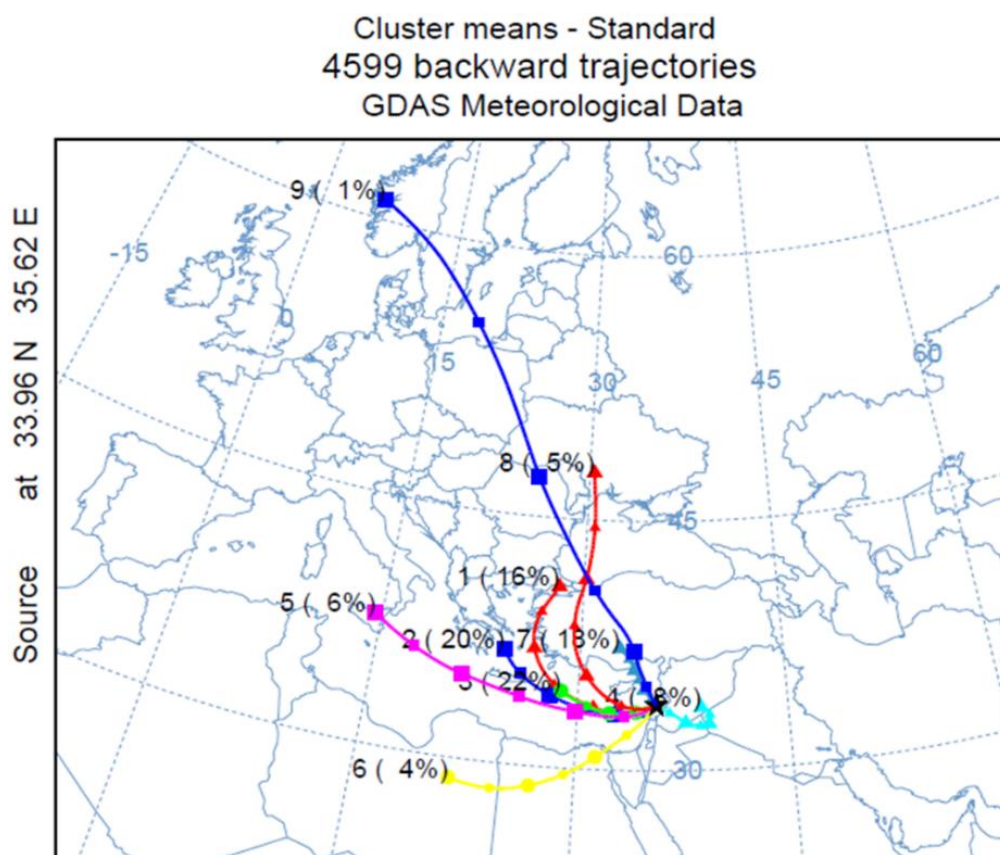 Cluster means - Standard
4599 backward trajectories
GDAS Meteorological Data
Source at 33.96 N 35.62 E
9 ( 1%)
-15
60
0
15
30
45
60
8 ( 5%)
45
1 ( 16%)
5 ( 6%)
2 ( 20%)
7 ( 18%)
3 ( 22%)
4 ( 8%)
6 ( 4%)
30